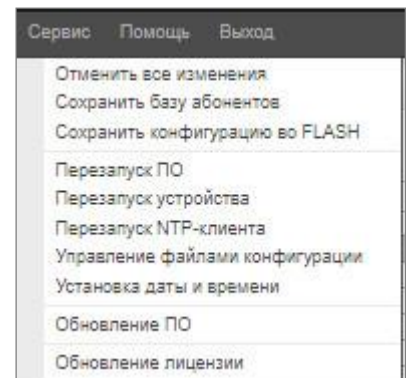 Сервис Помощь Выход
Отменить все изменения
Сохранить базу абонентов
Сохранить конфигурацию во FLASH
Перезапуск ПО
Перезапуск устройства
Перезапуск NTP-клиента
Управление файлами конфигурации
Установка даты и времени
Обновление ПО
Обновление лицензии